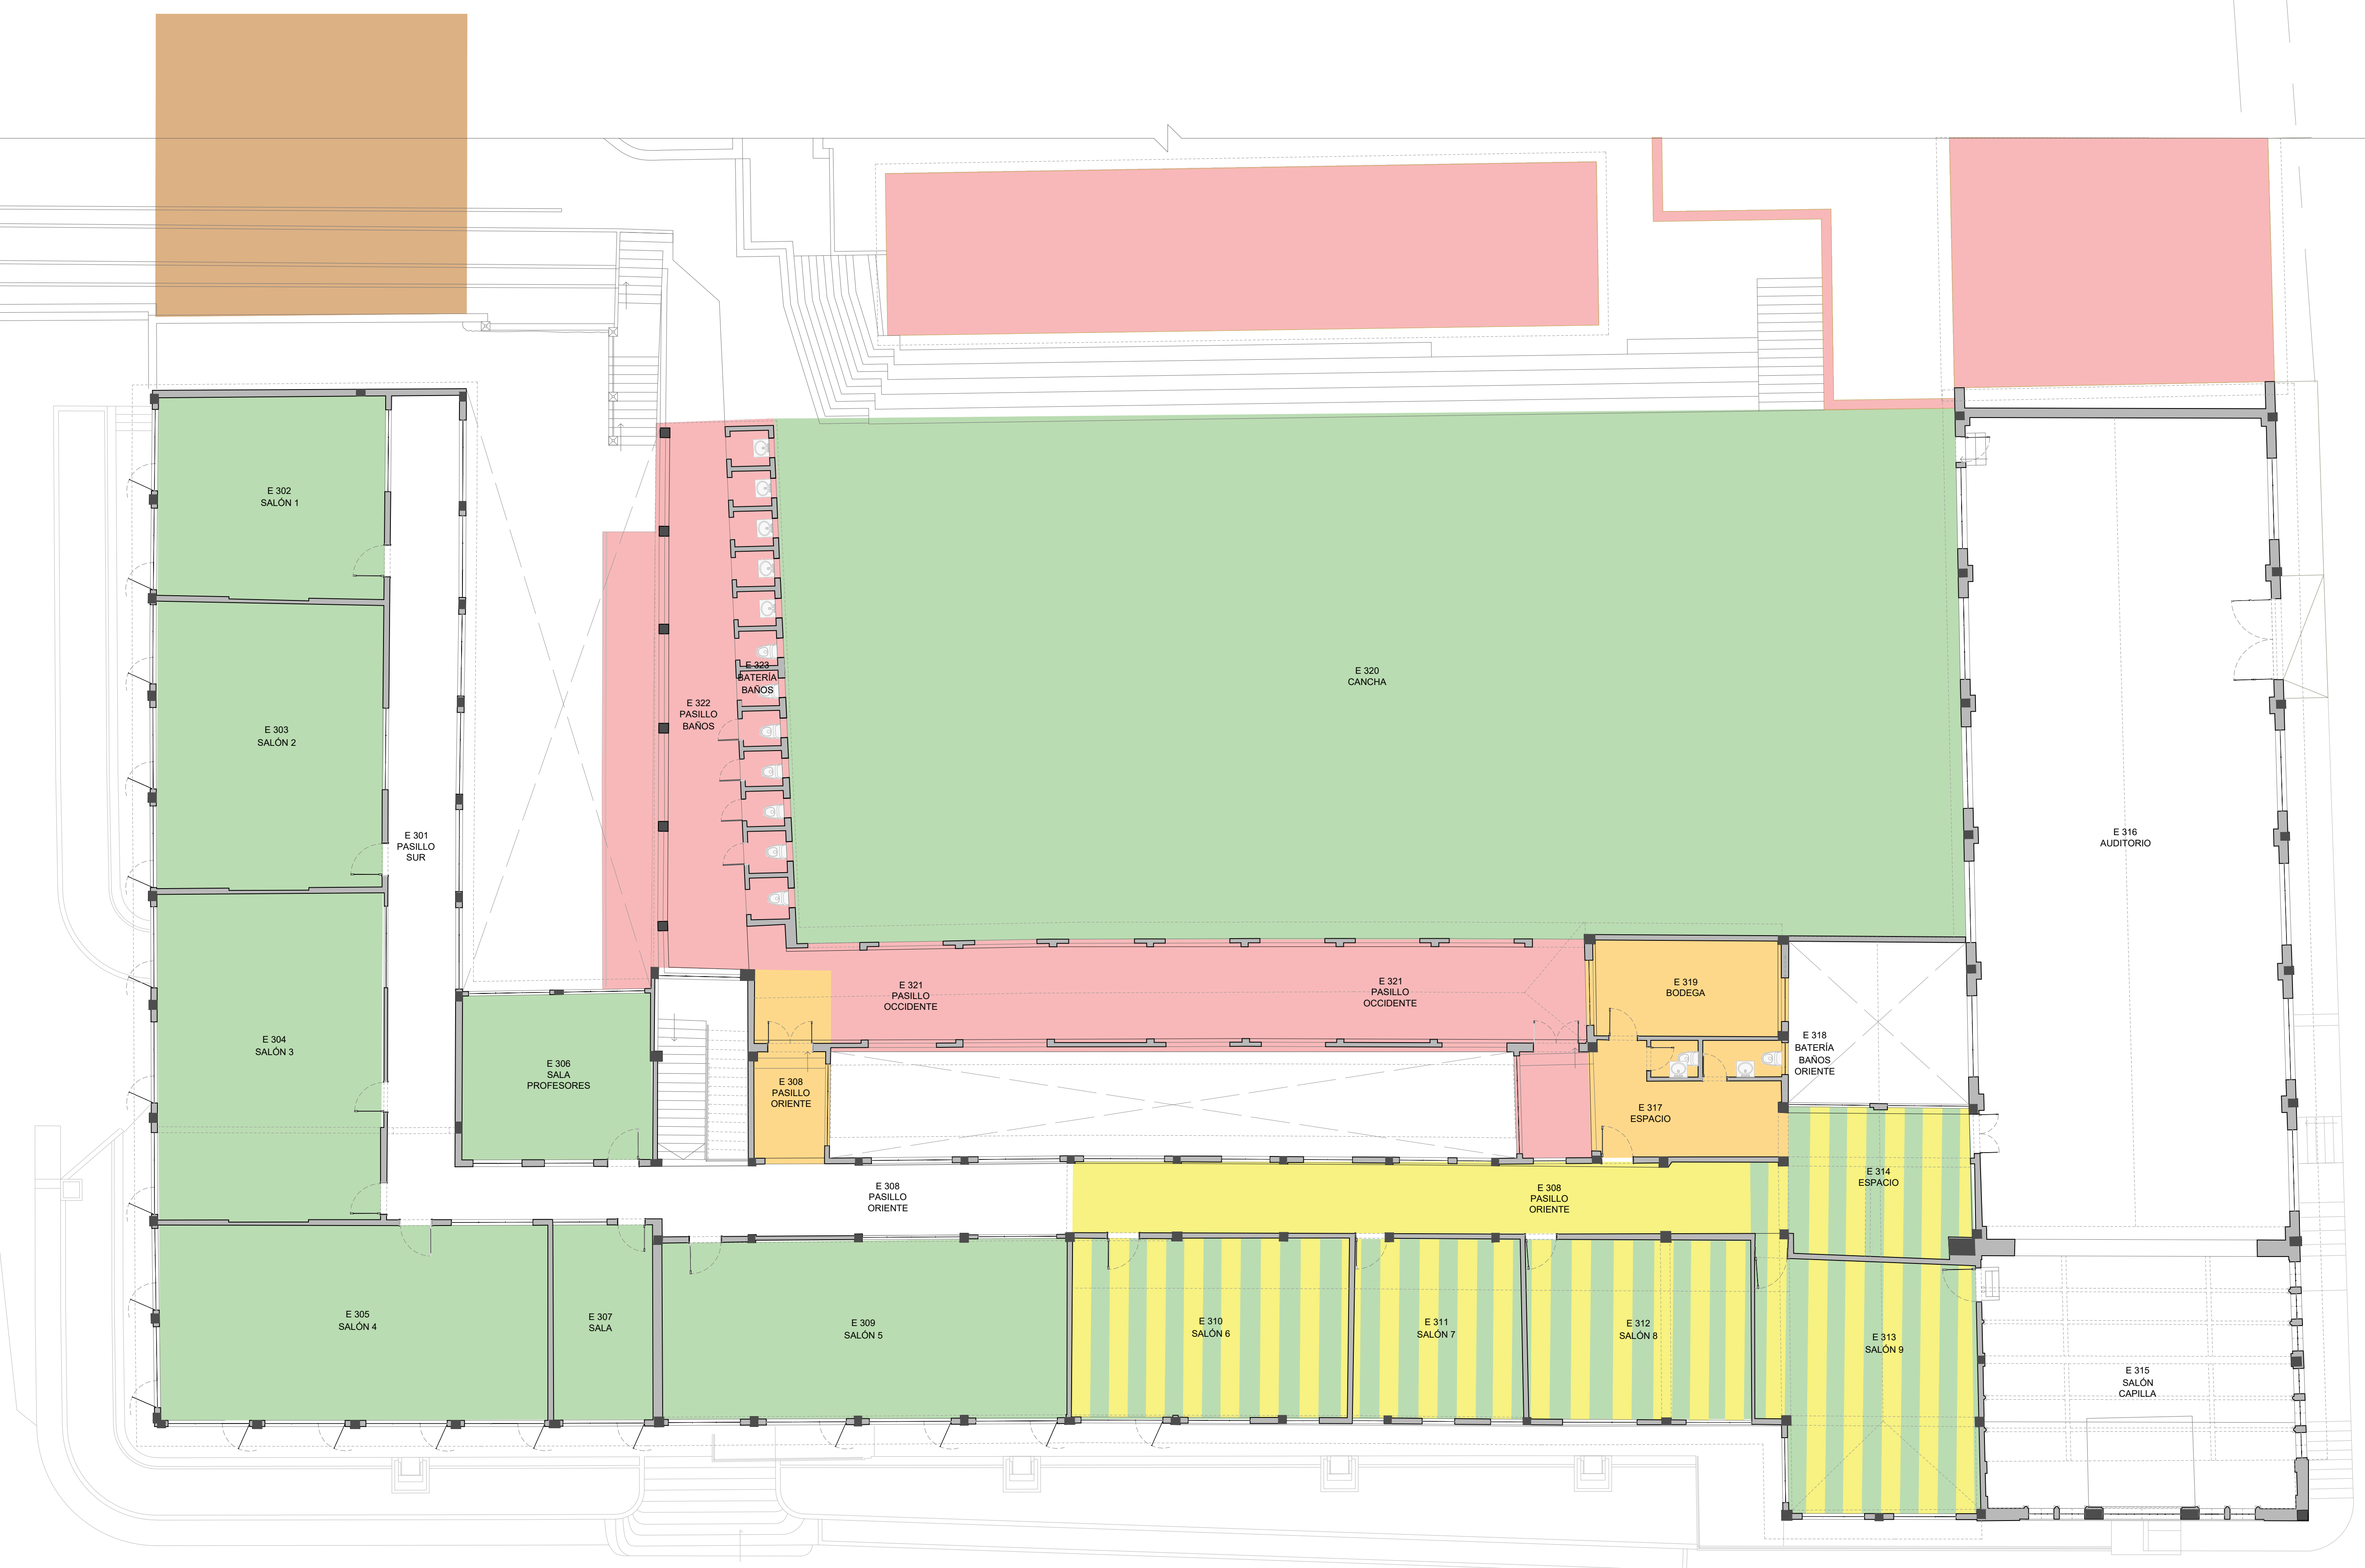 E 302
SALÓN 1
E 303
SALÓN 2
E 301
PASILLO
SUR
E 304
SALÓN 3
E 305
SALÓN 4
E 306
SALA
PROFESORES
E 307
SALA
E 322
PASILLO
BAÑOS
E 323
BATERÍA
BAÑOS
E 320
CANCHA
E 316
AUDITORIO
E 321
PASILLO
OCCIDENTE
E 321
PASILLO
OCCIDENTE
E 319
BODEGA
E 318
BATERÍA
BAÑOS
ORIENTE
E 308
PASILLO
ORIENTE
E 317
ESPACIO
E 314
ESPACIO
E 308
PASILLO
ORIENTE
E 308
PASILLO
ORIENTE
E 309
SALÓN 5
E 310
SALÓN 6
E 311
SALÓN 7
E 312
SALÓN 8
E 313
SALÓN 9
E 315
SALÓN
CAPILLA